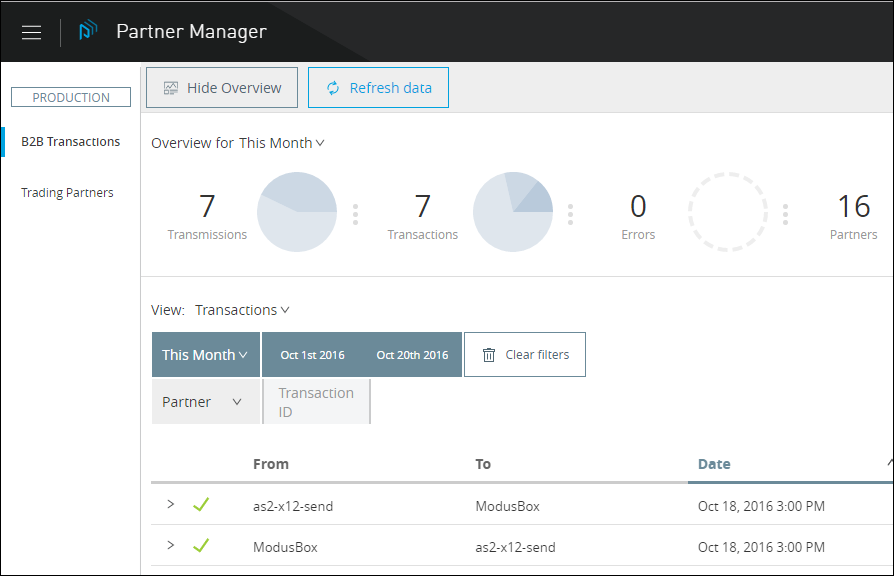 Partner Manager
PRODUCTION
B2B Transactions
Trading Partners
Hide Overview
Refresh data
Overview for This Month
7
Transmissions
7
Transactions
0
Errors
16
Partners
View: Transactions
This Month
Oct 1st 2016
Oct 20th 2016
Clear filters
Partner
Transaction
ID
From To Date
as2-x12-send ModusBox Oct 18, 2016 3:00 PM
ModusBox as2-x12-send Oct 18, 2016 3:00 PM